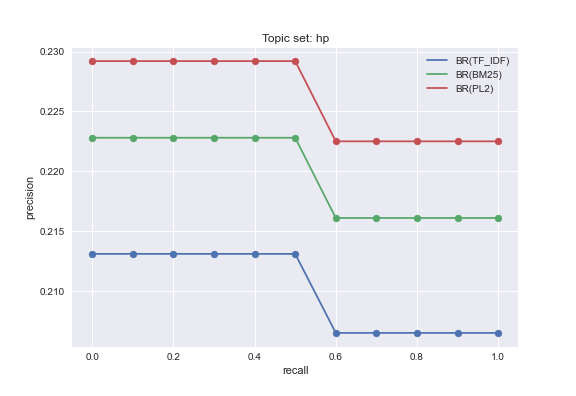 Topic set: hp
0.230
0.225
0.220
0.215
0.210
precision
BR(TF_IDF)
BR(BM25)
BR(PL2)
0.0 0.2 0.4 0.6 0.8 1.0
recall